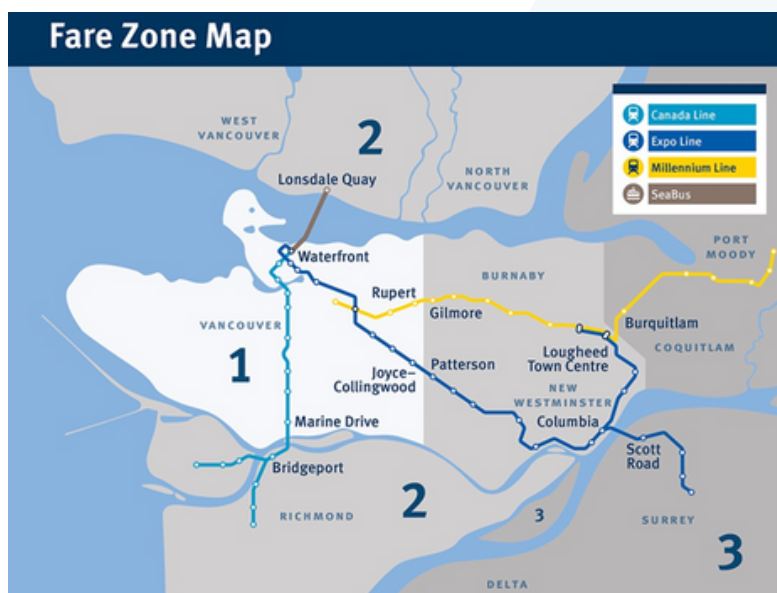 Fare Zone Map
WEST
VANCOUVER
2
Lonsdale Quay
NORTH
VANCOUVER
Canada Line
Expo Line
Millennium Line
SeaBus
PORT
MOODY
Waterfront
BURNABY
Rupert
Gilmore
Burquitlam
VANCOUVER
1
Joyce–
Collingwood
Patterson
Lougheed
Town Centre
COQUITLAM
NEW
WESTMINSTER
Columbia
Marine Drive
Scott
Road
Bridgeport
2
3
RICHMOND
SURREY
3
DELTA